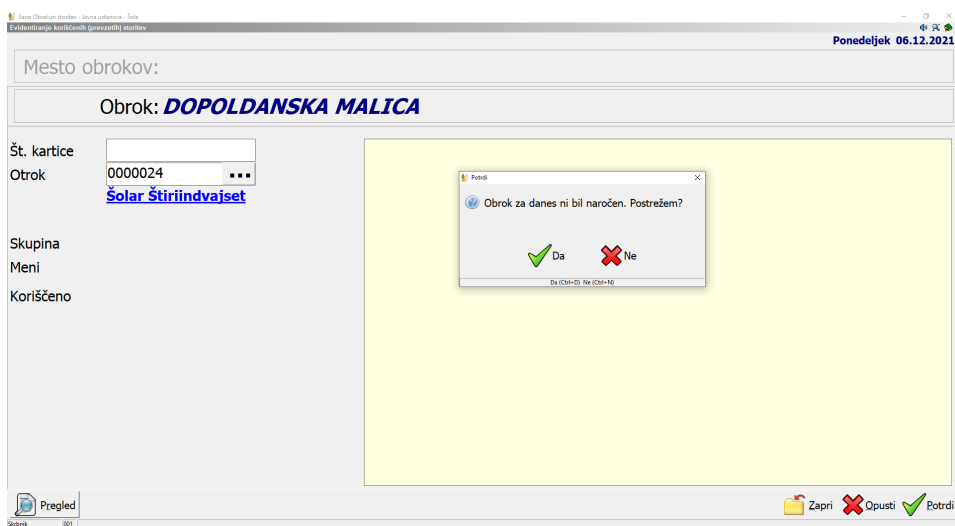 Saop Obračun storitev - Javna ustanova - Šola
Evidentiranje koriščenih (prevzetih) storitev
Ponedeljek 06.12.2021
Mesto obrokov:
Obrok: DOPOLDANSKA MALICA
Št. kartice
Otrok 0000024 ...
Šolar Štiriindvajset
Potrdi
Obrok za danes ni bil naročen. Postrežem?
Da Ne
Da (Ctrl+D) Ne (Ctrl+N)
Skupina
Meni
Koriščeno
Pregled Zapri Opusti Potrdi
Skrbnik 001